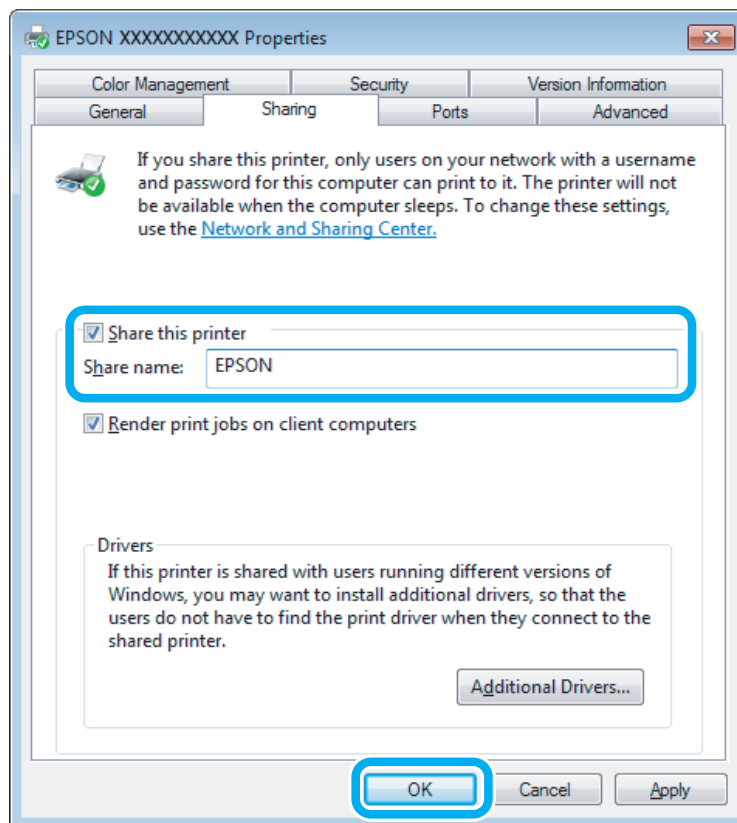 EPSON XXXXXXXXXXX Properties
Color Management Security Version Information
General Sharing Ports Advanced
If you share this printer, only users on your network with a username
and password for this computer can print to it. The printer will not
be available when the computer sleeps. To change these settings,
use the Network and Sharing Center.
Share this printer
Share name: EPSON
Render print jobs on client computers
Drivers
If this printer is shared with users running different versions of
Windows, you may want to install additional drivers, so that the
users do not have to find the print driver when they connect to the
shared printer.
Additional Drivers...
OK Cancel Apply